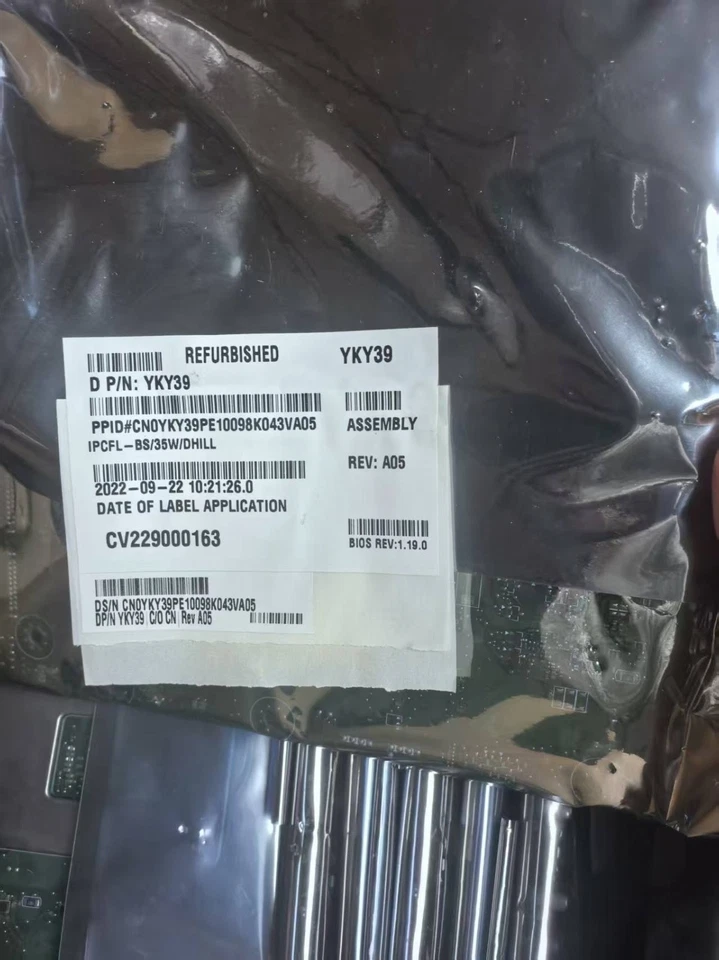 REFURBISHED YKY39
D P/N: YKY39
PPID#CN0YKY39PE10098K043VA05 ASSEMBLY
IPCFL-BS/35W/DHILL
REV: A05
2022-09-22 10:21:26.0
DATE OF LABEL APPLICATION
CV229000163
BIOS REV:1.19.0
DS/N CN0YKY39PE10098K043VA05
DP/N YKY39 C/O CN Rev A05